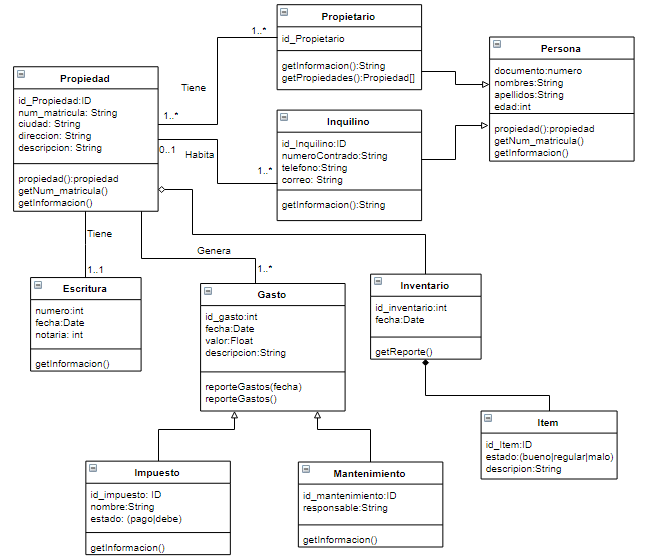 Propietario
id_Propietario
getInformacion():String
getPropiedades():Propiedad[]
1..*
Tiene
1..*
Persona
documento:numero
nombres:String
apellidos:String
edad:int
propiedad():propiedad
getNum_matricula()
getInformacion()
Propiedad
id_Propiedad:ID
num_matricula: String
ciudad: String
direccion: String
descripcion: String
propiedad():propiedad
getNum_matricula()
getInformacion()
Inquilino
id_Inquilino:ID
numeroContrado:String
telefono:String
correo: String
getInformacion():String
0..1
Habita
1..*
Tiene
1..1
Genera
1..*
Escritura
numero:int
fecha:Date
notaria: int
getInformacion()
Gasto
id_gasto:int
fecha:Date
valor:Float
descripcion:String
reporteGastos(fecha)
reporteGastos()
Inventario
id_inventario:int
fecha:Date
getReporte()
Item
id_Item:ID
estado:(bueno|regular|malo)
descripion:String
Impuesto
id_impuesto: ID
nombre:String
estado: (pago|debe)
getInformacion()
Mantenimiento
id_mantenimiento:ID
responsable:String
getInformacion()